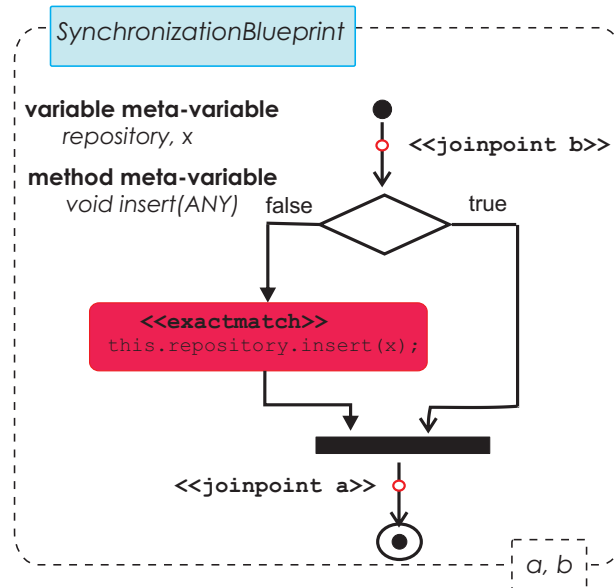 SynchronizationBlueprint
variable meta-variable
repository, x
<<joinpoint b>>
method meta-variable
void insert(ANY)
false
true
<<exactmatch>>
this.repository.insert(x);
<<joinpoint a>>
a, b